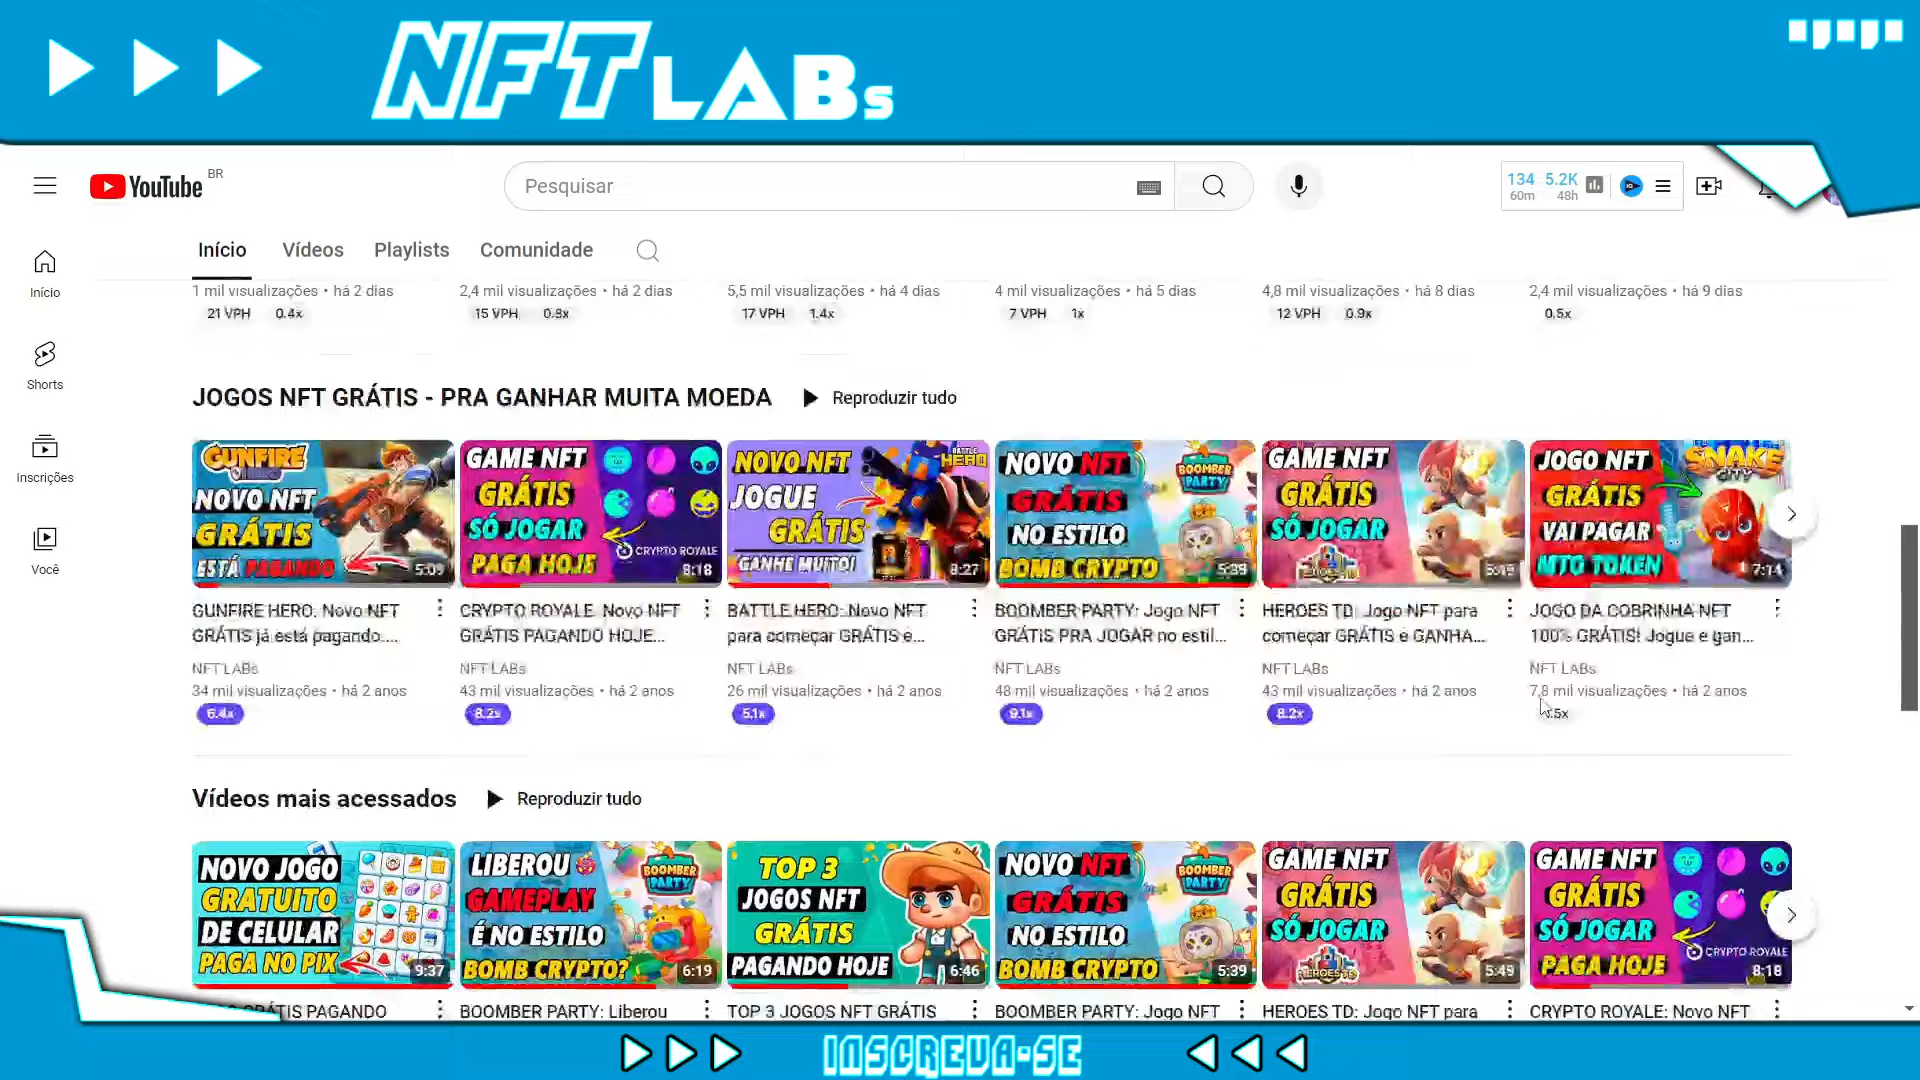 NFT LABs
YouTube BR
Pesquisar
134 5.2K
60m 48h
Início
Vídeos
Playlists
Comunidade
Início
Shorts
Inscrições
Você
1 mil visualizações • há 2 dias
21 VPH 0.4x
2,4 mil visualizações • há 2 dias
15 VPH 0.8x
5,5 mil visualizações • há 4 dias
17 VPH 1.4x
4 mil visualizações • há 5 dias
7 VPH 1x
4,8 mil visualizações • há 8 dias
12 VPH 0.9x
2,4 mil visualizações • há 9 dias
0.5x
JOGOS NFT GRÁTIS - PRA GANHAR MUITA MOEDA
Reproduzir tudo
GUNFIRE HERO
NOVO NFT
GRÁTIS
ESTÁ PAGANDO
5:09
GAME NFT
GRÁTIS
SÓ JOGAR
PAGA HOJE
CRYPTO ROYALE
8:18
NOVO NFT
JOGUE
GRÁTIS
GANHE MUITO!
BATTLE HERO
8:27
NOVO NFT
GRÁTIS
NO ESTILO
BOMB CRYPTO
BOOMBER PARTY
5:39
GAME NFT
GRÁTIS
SÓ JOGAR
HEROES TD
5:49
JOGO NFT
GRÁTIS
VAI PAGAR
MTO TOKEN
SNAKE CITY
7:14
GUNFIRE HERO: Novo NFT
GRÁTIS já está pagando....
NFT LABs
34 mil visualizações • há 2 anos
6.4x
CRYPTO ROYALE: Novo NFT
GRÁTIS PAGANDO HOJE...
NFT LABs
43 mil visualizações • há 2 anos
8.2x
BATTLE HERO: Novo NFT
para começar GRÁTIS e...
NFT LABs
26 mil visualizações • há 2 anos
5.1x
BOOMBER PARTY: Jogo NFT
GRÁTIS PRA JOGAR no estil...
NFT LABs
48 mil visualizações • há 2 anos
9.1x
HEROES TD: Jogo NFT para
começar GRÁTIS e GANHA...
NFT LABs
43 mil visualizações • há 2 anos
8.2x
JOGO DA COBRINHA NFT
100% GRÁTIS! Jogue e gan...
NFT LABs
7,8 mil visualizações • há 2 anos
.5x
Vídeos mais acessados
Reproduzir tudo
NOVO JOGO
GRATUITO
DE CELULAR
PAGA NO PIX
9:37
LIBEROU
GAMEPLAY
É NO ESTILO
BOMB CRYPTO?
BOOMBER PARTY
6:19
TOP 3
JOGOS NFT
GRÁTIS
PAGANDO HOJE
6:46
NOVO NFT
GRÁTIS
NO ESTILO
BOMB CRYPTO
BOOMBER PARTY
5:39
GAME NFT
GRÁTIS
SÓ JOGAR
HEROES TD
5:49
GAME NFT
GRÁTIS
SÓ JOGAR
PAGA HOJE
CRYPTO ROYALE
8:18
GRÁTIS PAGANDO
BOOMBER PARTY: Liberou
TOP 3 JOGOS NFT GRÁTIS
BOOMBER PARTY: Jogo NFT
HEROES TD: Jogo NFT para
CRYPTO ROYALE: Novo NFT
INSCREVA-SE